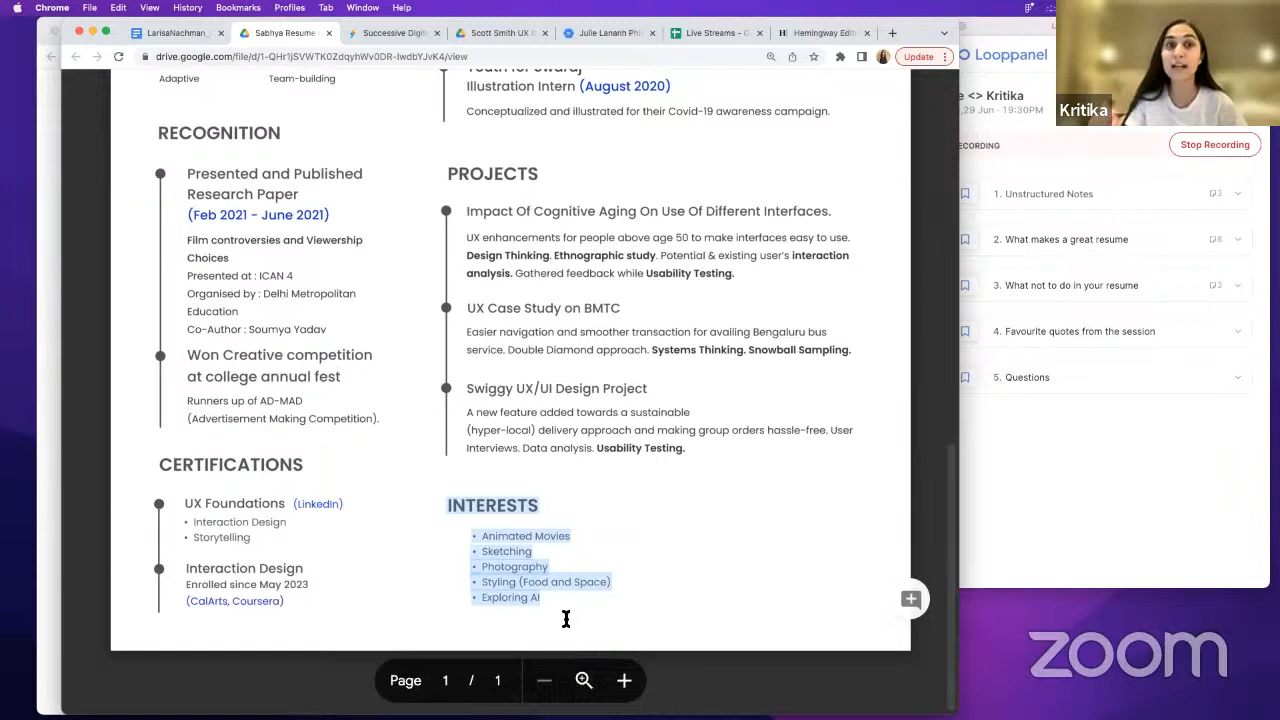 Chrome File Edit View History Bookmarks Profiles Tab Window Help
LarisaNachman_
Sabhya Resume
Successive Digit
Scott Smith UX D
Julie Lananh Phi
Live Streams - G
Hemingway Edito
drive.google.com/file/d/1-QHr1jSVWTK0ZdqyhWv0DR-lwdbYJvK4/view
Update
Adaptive Team-building
Illustration Intern (August 2020)
Conceptualized and illustrated for their Covid-19 awareness campaign.
RECOGNITION
Presented and Published
Research Paper
(Feb 2021 - June 2021)
Film controversies and Viewership
Choices
Presented at : ICAN 4
Organised by : Delhi Metropolitan
Education
Co-Author : Soumya Yadav
Won Creative competition
at college annual fest
Runners up of AD-MAD
(Advertisement Making Competition).
CERTIFICATIONS
UX Foundations (LinkedIn)
• Interaction Design
• Storytelling
Interaction Design
Enrolled since May 2023
(CalArts, Coursera)
PROJECTS
Impact Of Cognitive Aging On Use Of Different Interfaces.
UX enhancements for people above age 50 to make interfaces easy to use.
Design Thinking. Ethnographic study. Potential & existing user's interaction
analysis. Gathered feedback while Usability Testing.
UX Case Study on BMTC
Easier navigation and smoother transaction for availing Bengaluru bus
service. Double Diamond approach. Systems Thinking. Snowball Sampling.
Swiggy UX/UI Design Project
A new feature added towards a sustainable
(hyper-local) delivery approach and making group orders hassle-free. User
Interviews. Data analysis. Usability Testing.
INTERESTS
• Animated Movies
• Sketching
• Photography
• Styling (Food and Space)
• Exploring AI
Page 1 / 1
Looppanel
e <> Kritika
,29 Jun · 19:30PM
ECORDING
Stop Recording
1. Unstructured Notes 3
2. What makes a great resume 8
3. What not to do in your resume 3
4. Favourite quotes from the session
5. Questions
Kritika
zoom